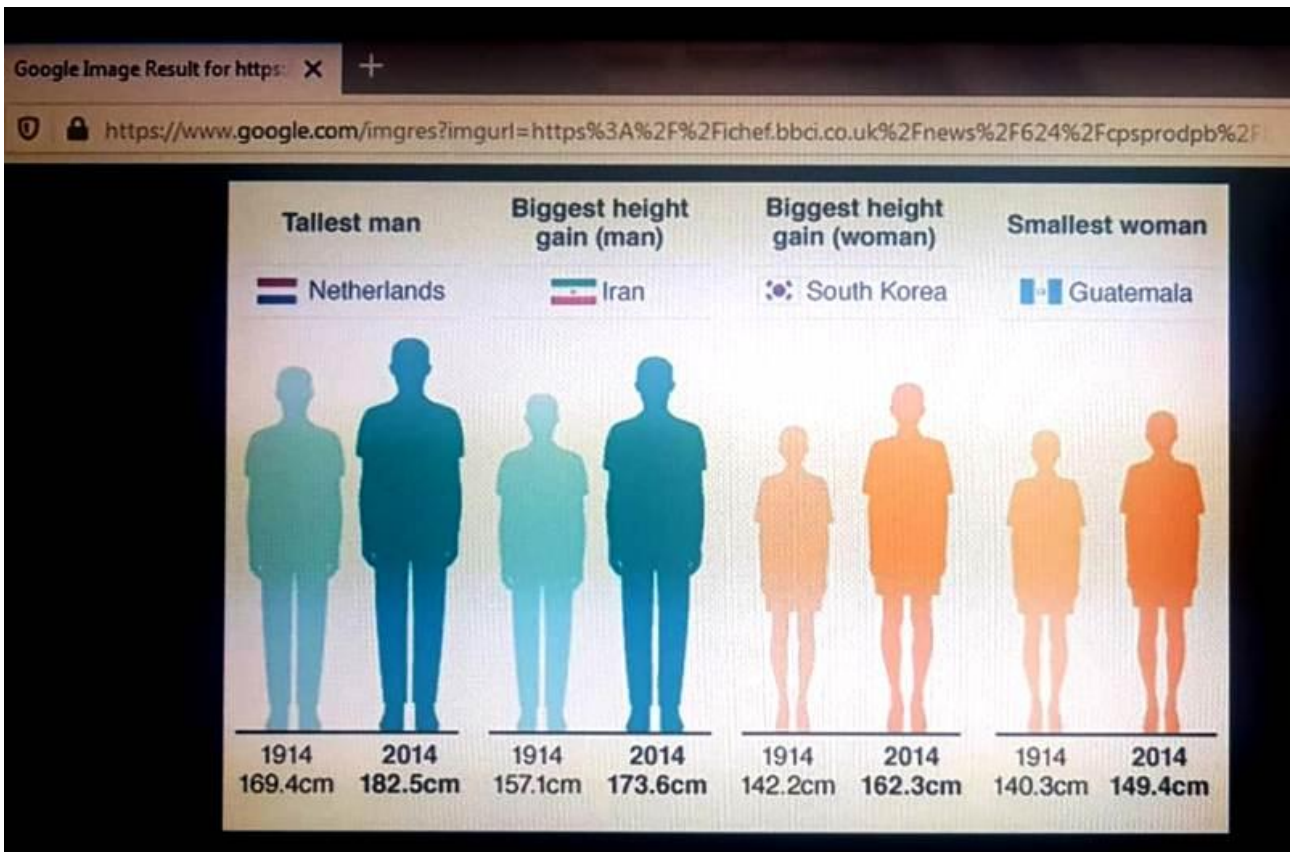 Google Image Result for https:
https://www.google.com/imgres?imgurl=https%3A%2F%2Fichef.bbci.co.uk%2Fnews%2F624%2Fcpsprodpb%2F
Tallest man
Biggest height
gain (man)
Biggest height
gain (woman)
Smallest woman
Netherlands
Iran
South Korea
Guatemala
1914 2014 1914 2014 1914 2014 1914 2014
169.4cm 182.5cm 157.1cm 173.6cm 142.2cm 162.3cm 140.3cm 149.4cm